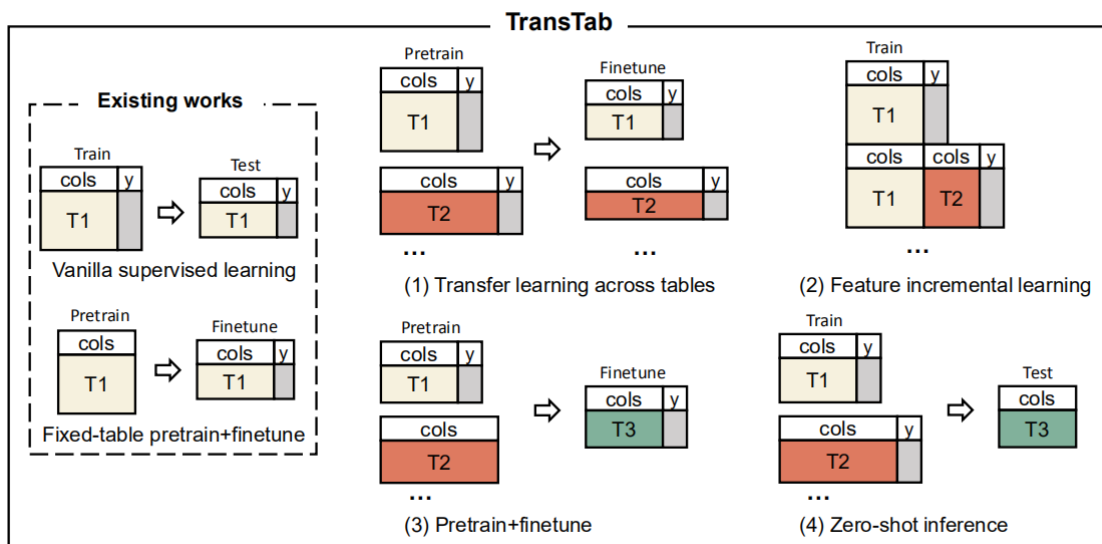 TransTab
Existing works
Train
cols y
T1
Test
cols y
T1
Vanilla supervised learning
Pretrain
cols
T1
Finetune
cols y
T1
Fixed-table pretrain+finetune
Pretrain
cols y
T1
cols y
T2
...
Finetune
cols y
T1
cols y
T2
...
(1) Transfer learning across tables
Train
cols y
T1
cols cols y
T1 T2
...
(2) Feature incremental learning
Pretrain
cols y
T1
cols
T2
...
Finetune
cols y
T3
(3) Pretrain+finetune
Train
cols y
T1
cols y
T2
...
Test
cols
T3
(4) Zero-shot inference